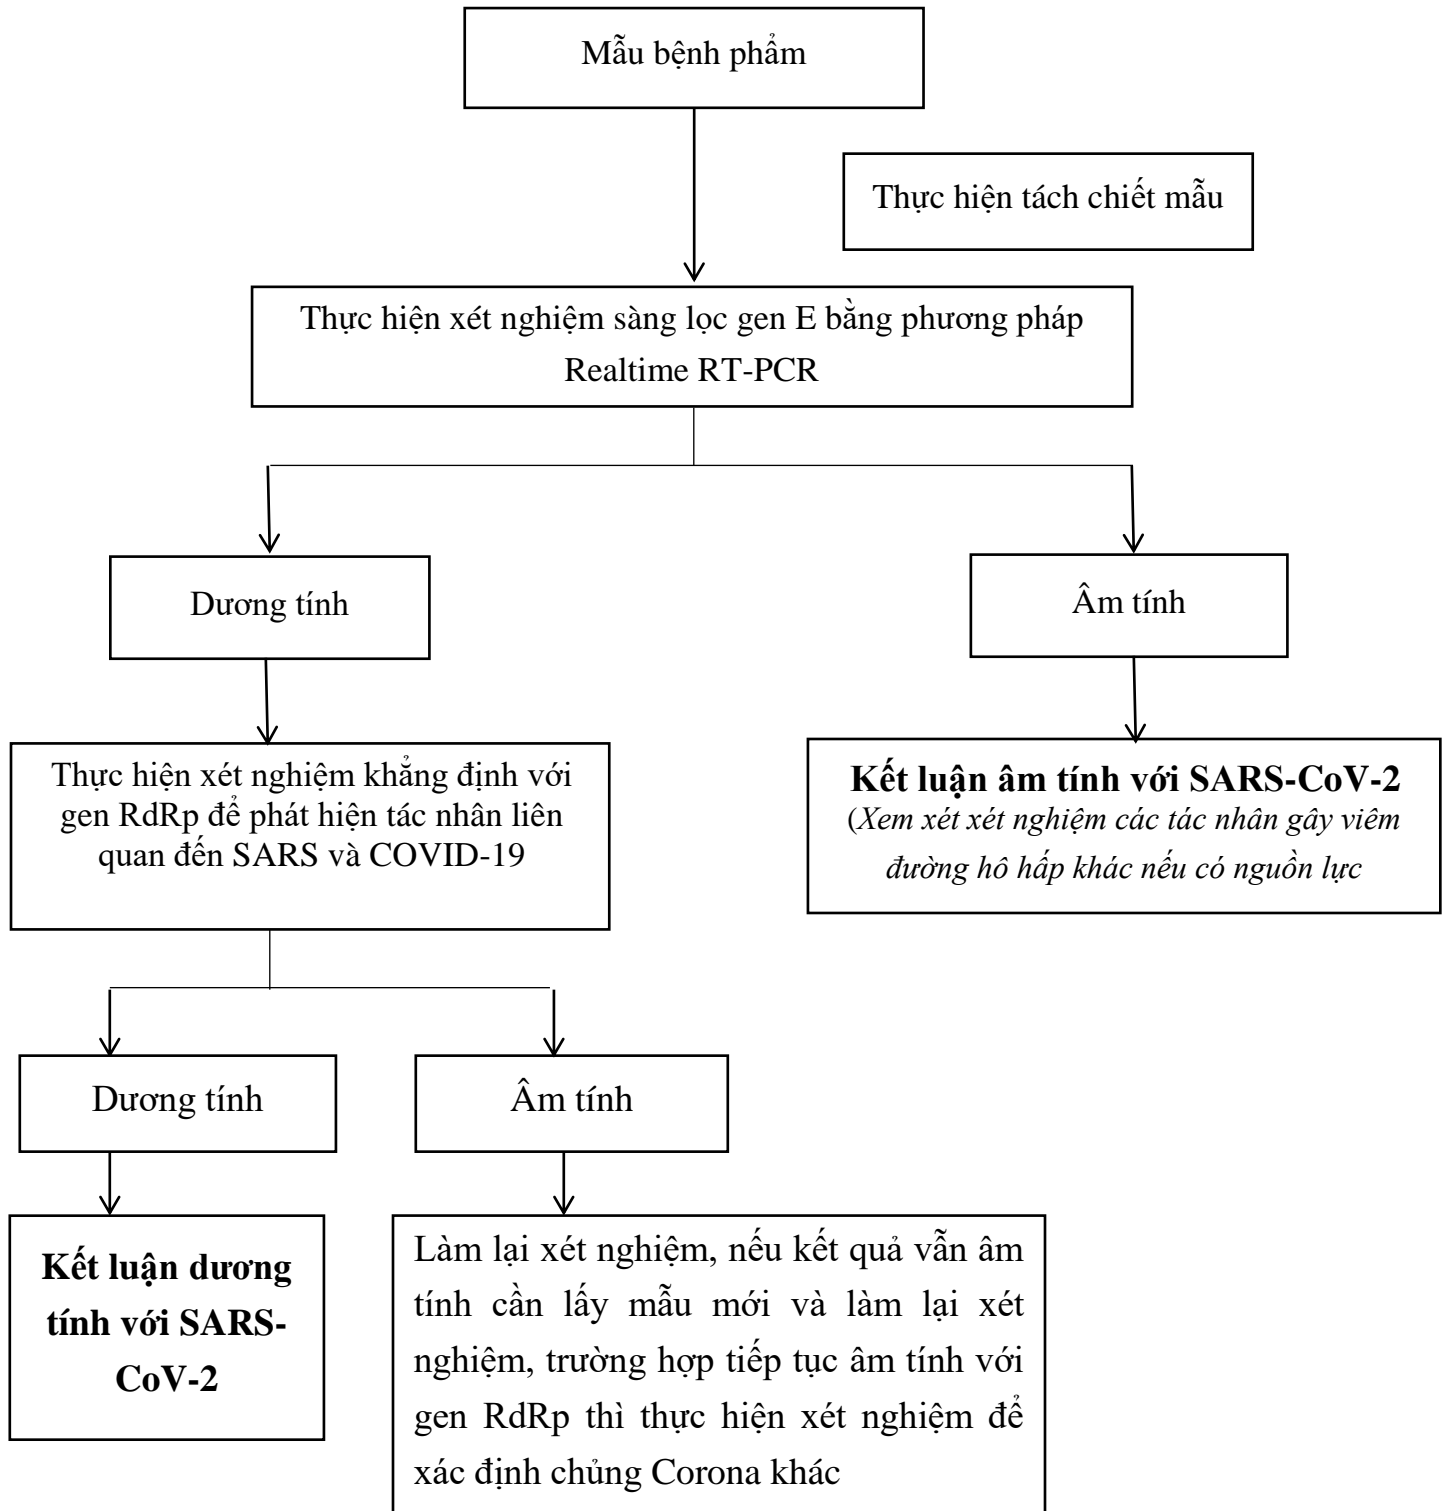 Mẫu bệnh phẩm
Thực hiện tách chiết mẫu
Thực hiện xét nghiệm sàng lọc gen E bằng phương pháp
Realtime RT-PCR
Dương tính
Âm tính
Thực hiện xét nghiệm khẳng định với
gen RdRp để phát hiện tác nhân liên
quan đến SARS và COVID-19
Kết luận âm tính với SARS-CoV-2
(Xem xét xét nghiệm các tác nhân gây viêm
đường hô hấp khác nếu có nguồn lực
Dương tính
Âm tính
Kết luận dương
tính với SARS-
CoV-2
Làm lại xét nghiệm, nếu kết quả vẫn âm
tính cần lấy mẫu mới và làm lại xét
nghiệm, trường hợp tiếp tục âm tính với
gen RdRp thì thực hiện xét nghiệm để
xác định chủng Corona khác